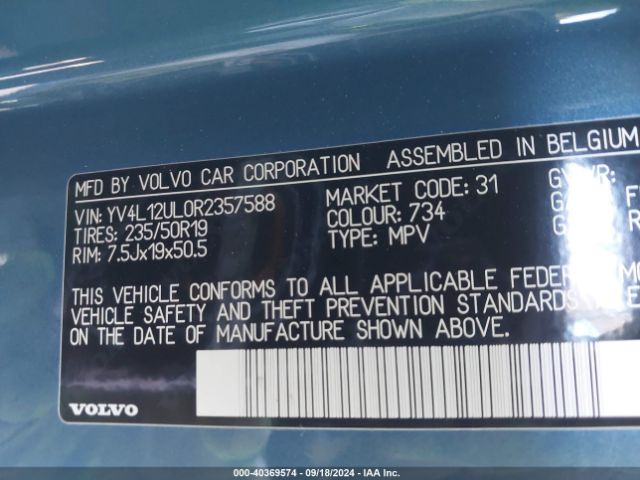 MFD BY VOLVO CAR CORPORATION ASSEMBLED IN BELGIUM
VIN: YV4L12UL0R2357588 MARKET CODE: 31
TIRES: 235/50R19 COLOUR: 734
RIM: 7.5Jx19x50.5 TYPE: MPV
THIS VEHICLE CONFORMS TO ALL APPLICABLE
VEHICLE SAFETY AND THEFT PREVENTION STANDARDS
ON THE DATE OF MANUFACTURE SHOWN ABOVE.
VOLVO
000-40369574 - 09/18/2024 - IAA Inc.